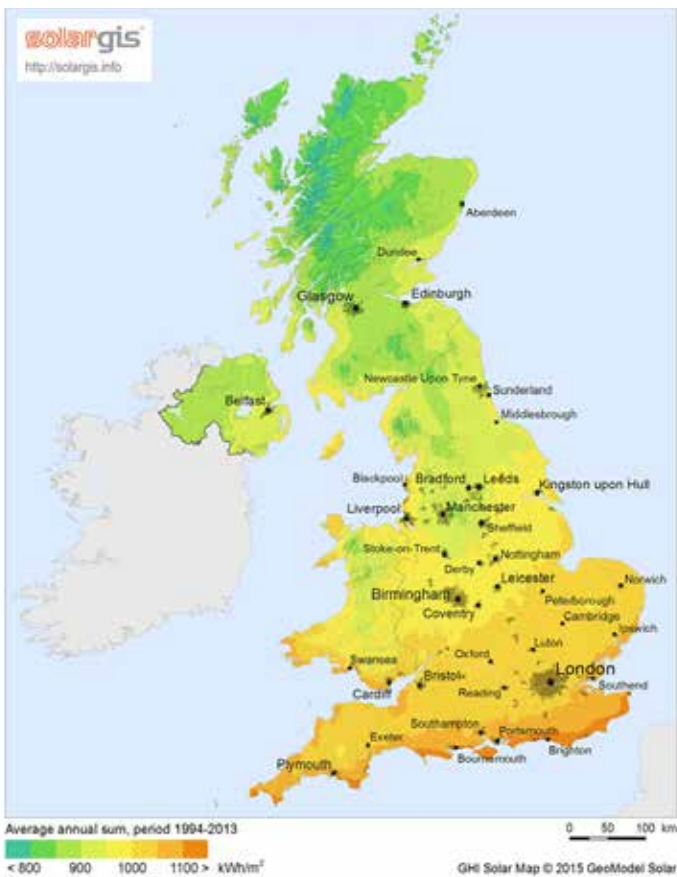 solargis
http://solargis.info
Aberdeen
Dundee
Glasgow
Edinburgh
Newcastle Upon Tyne
Sunderland
Belfast
Middlesbrough
Blackpool
Bradford
Leeds
Kingston upon Hull
Liverpool
Manchester
Sheffield
Stoke-on-Trent
Nottingham
Derby
Leicester
Norwich
Birmingham
Peterborough
Coventry
Cambridge
Ipswich
Luton
Oxford
Swansea
London
Cardiff
Bristol
Reading
Southend
Southampton
Portsmouth
Exeter
Bournemouth
Brighton
Plymouth
Average annual sum, period 1994-2013
0 50 100 km
< 800 900 1000 1100 > kWh/m²
GHI Solar Map © 2015 GeoModel Solar